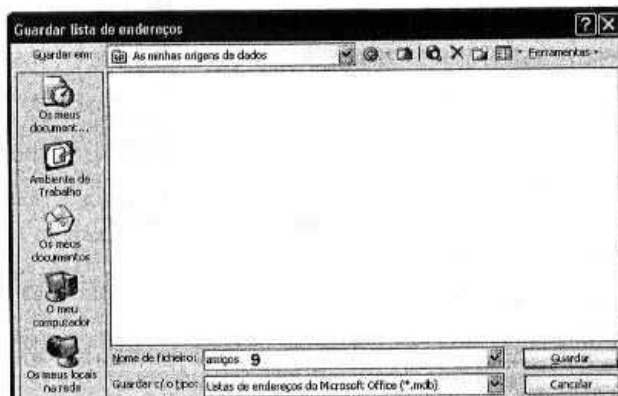 Guardar lista de endereços
Guardar em:
As minhas origens de dados
Ferramentas
Os meus
document...
Ambiente de
Trabalho
Os meus
documentos
O meu
computador
Os meus locais
na rede
Nome de ficheiro: amigos 9
Guardar
Guardar c/ o tipo: Listas de endereços do Microsoft Office (*.mdb)
Cancelar